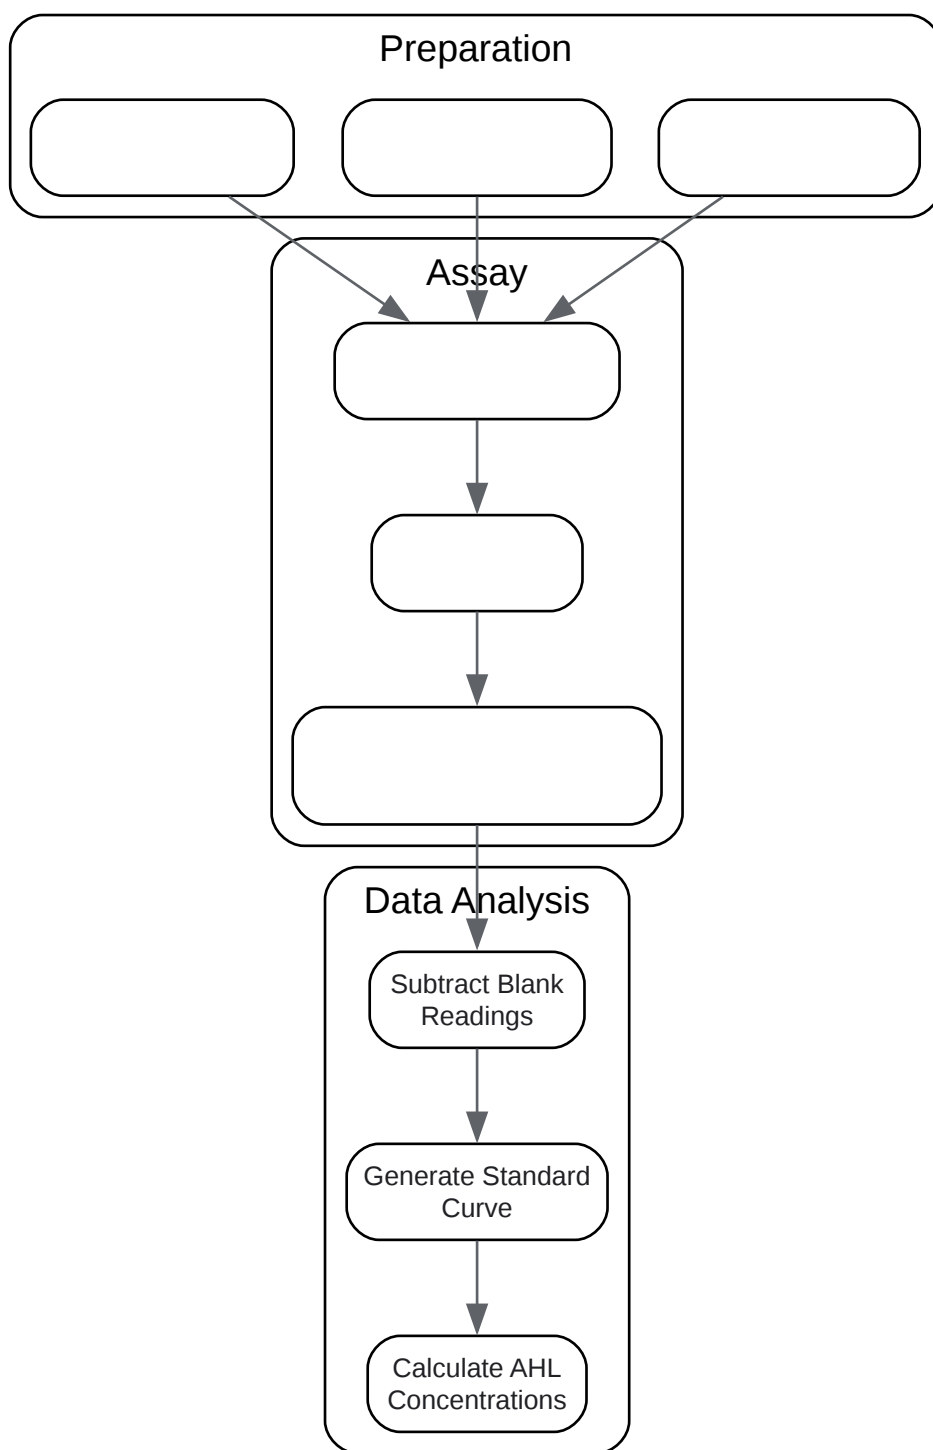 Preparation
Assay
Data Analysis
Subtract Blank
Readings
Generate Standard
Curve
Calculate AHL
Concentrations